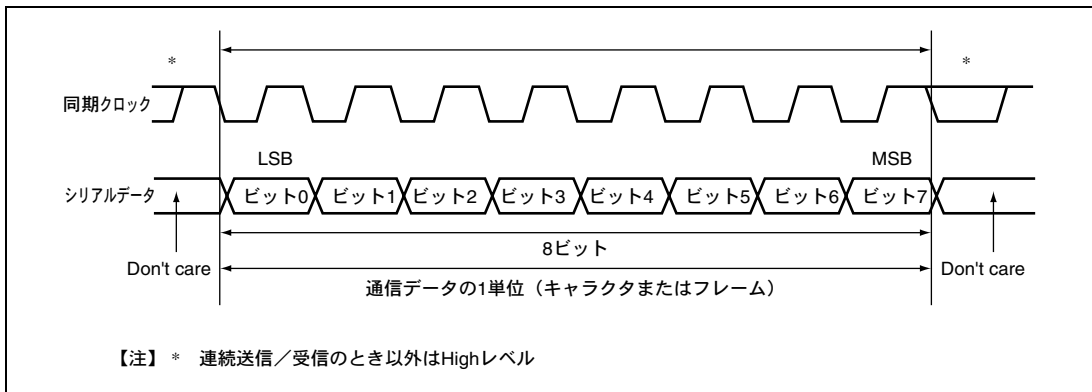 * *
同期クロック
LSB MSB
シリアルデータ ビット0 ビット1 ビット2 ビット3 ビット4 ビット5 ビット6 ビット7
8ビット
Don't care Don't care
通信データの1単位（キャラクタまたはフレーム）
【注】 * 連続送信／受信のとき以外はHighレベル